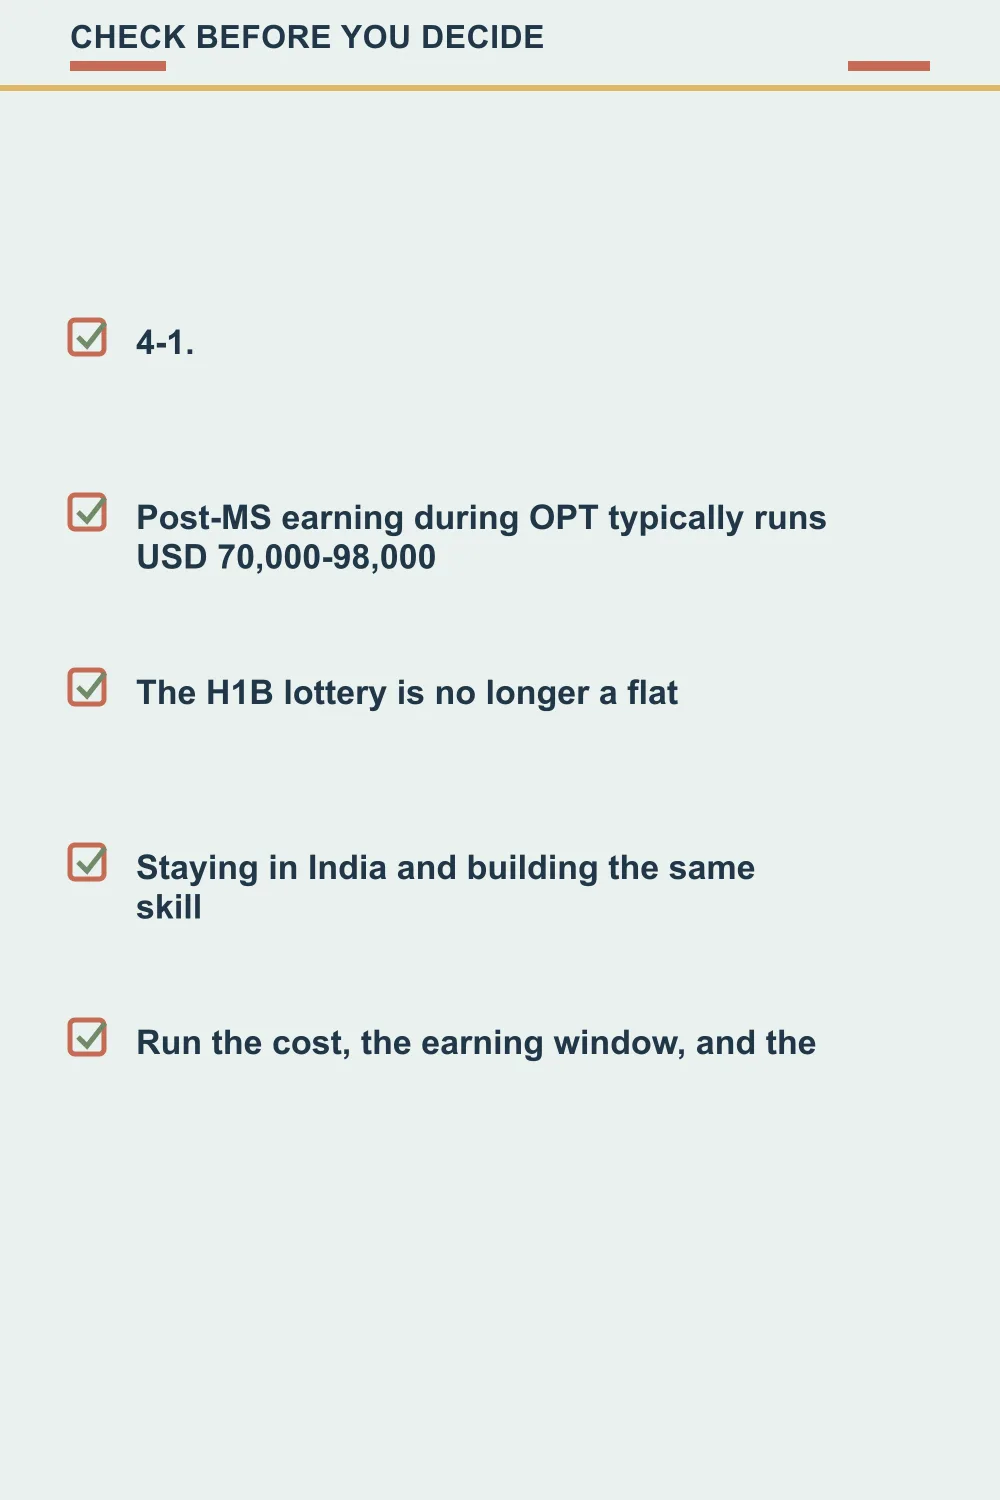 CHECK BEFORE YOU DECIDE
4-1.
Post-MS earning during OPT typically runs
USD 70,000-98,000
The H1B lottery is no longer a flat
Staying in India and building the same
skill
Run the cost, the earning window, and the